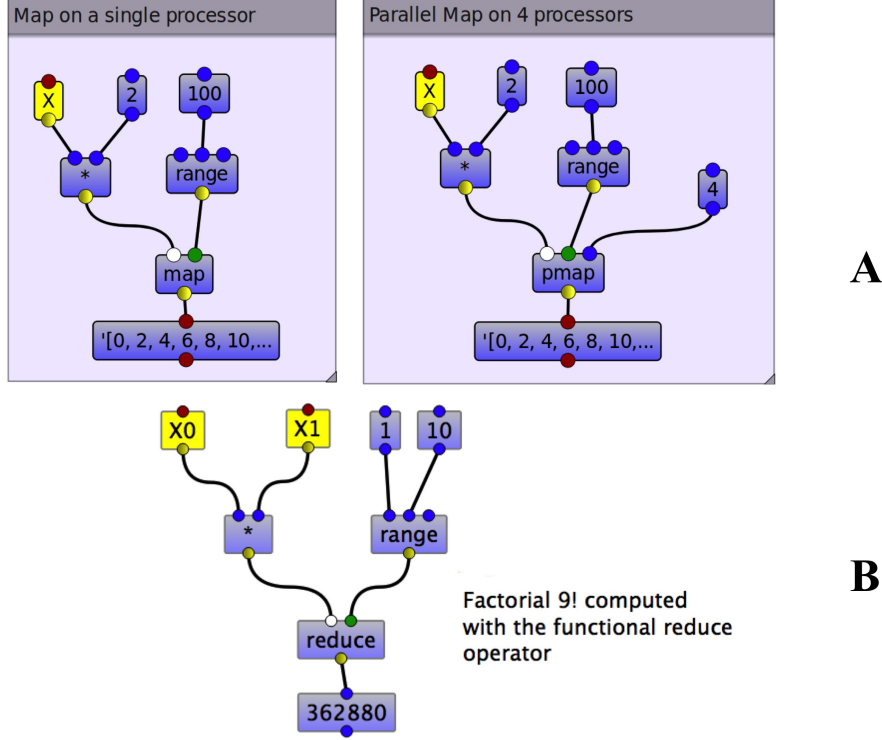 Map on a single processor
X
2
100
*
range
map
'[0, 2, 4, 6, 8, 10,...
Parallel Map on 4 processors
X
2
100
*
range
4
pmap
'[0, 2, 4, 6, 8, 10,...
A
X0
X1
1
10
*
range
reduce
362880
Factorial 9! computed
with the functional reduce
operator
B